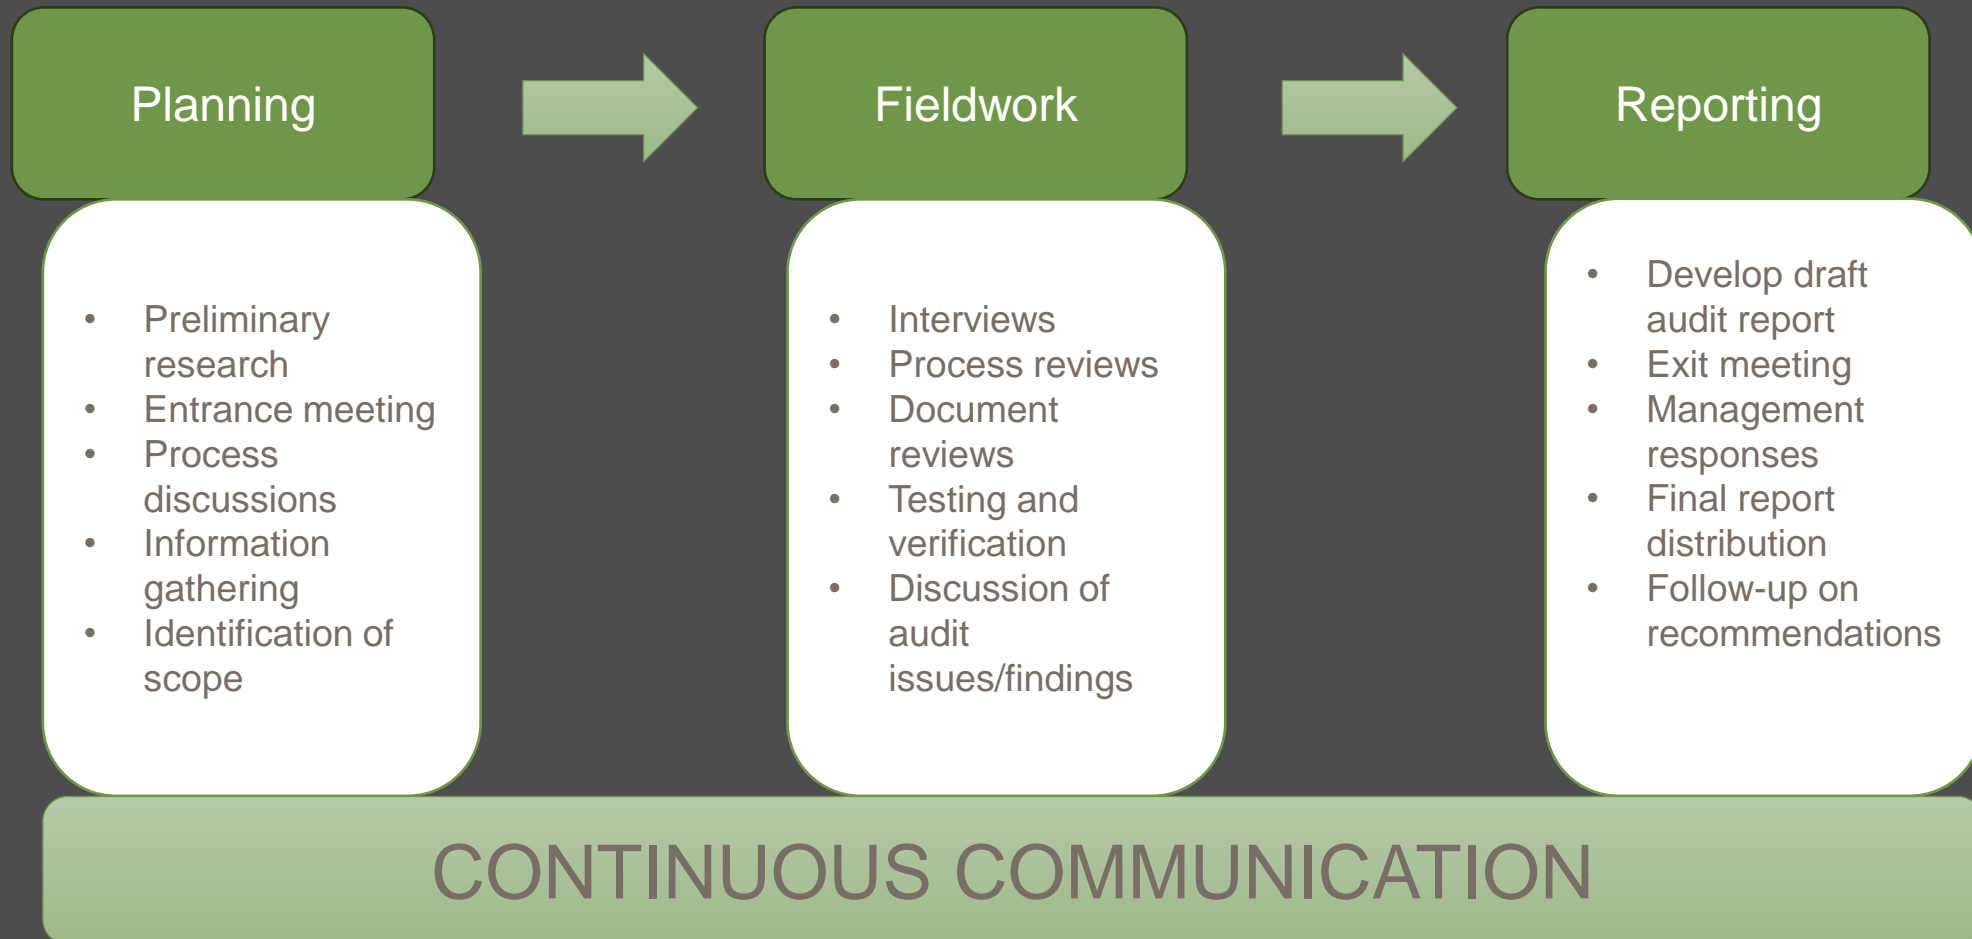 Planning
• Preliminary
research
• Entrance meeting
• Process
discussions
• Information
gathering
• Identification of
scope
Fieldwork
• Interviews
• Process reviews
• Document
reviews
• Testing and
verification
• Discussion of
audit
issues/findings
Reporting
• Develop draft
audit report
• Exit meeting
• Management
responses
• Final report
distribution
• Follow-up on
recommendations
CONTINUOUS COMMUNICATION